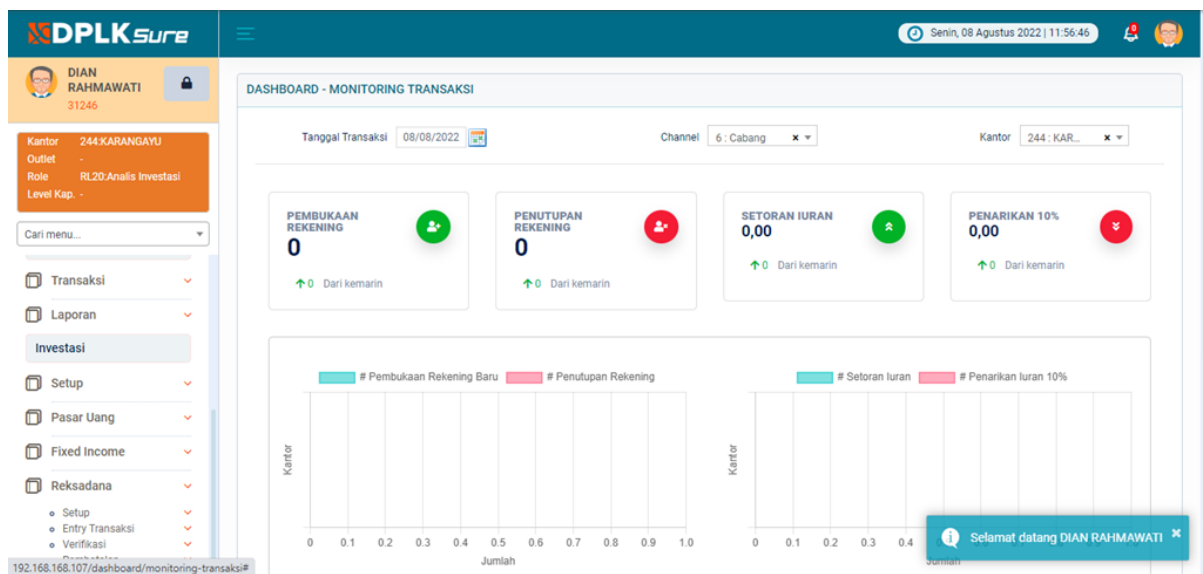 DPLKSure
Senin, 08 Agustus 2022 | 11:56:46
DIAN
RAHMAWATI
31246
Kantor 244:KARANGAYU
Outlet -
Role RL20:Analis Investasi
Level Kap. -
Cari menu...
Transaksi
Laporan
Investasi
Setup
Pasar Uang
Fixed Income
Reksadana
Setup
Entry Transaksi
Verifikasi
192.168.168.107/dashboard/monitoring-transaksi#
DASHBOARD - MONITORING TRANSAKSI
Tanggal Transaksi 08/08/2022 Channel 6 : Cabang × Kantor 244 : KAR... ×
PEMBUKAAN
REKENING
0
0 Dari kemarin
PENUTUPAN
REKENING
0
0 Dari kemarin
SETORAN IURAN
0,00
0 Dari kemarin
PENARIKAN 10%
0,00
0 Dari kemarin
# Pembukaan Rekening Baru # Penutupan Rekening
Kantor
0 0.1 0.2 0.3 0.4 0.5 0.6 0.7 0.8 0.9 1.0
Jumlah
# Setoran Iuran # Penarikan Iuran 10%
Kantor
0 0.1 0.2 0.3 0.4
Jumlah
Selamat datang DIAN RAHMAWATI ×